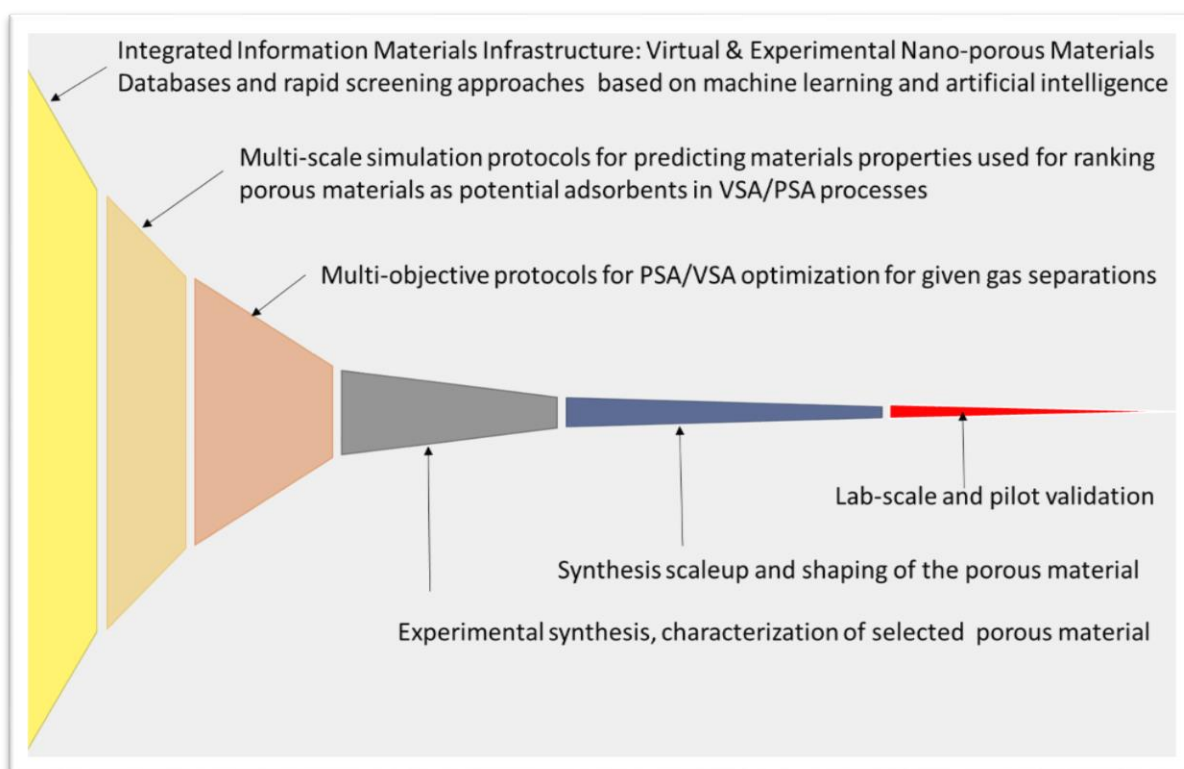 Integrated Information Materials Infrastructure: Virtual & Experimental Nano-porous Materials
Databases and rapid screening approaches based on machine learning and artificial intelligence
Multi-scale simulation protocols for predicting materials properties used for ranking
porous materials as potential adsorbents in VSA/PSA processes
Multi-objective protocols for PSA/VSA optimization for given gas separations
Lab-scale and pilot validation
Synthesis scaleup and shaping of the porous material
Experimental synthesis, characterization of selected porous material